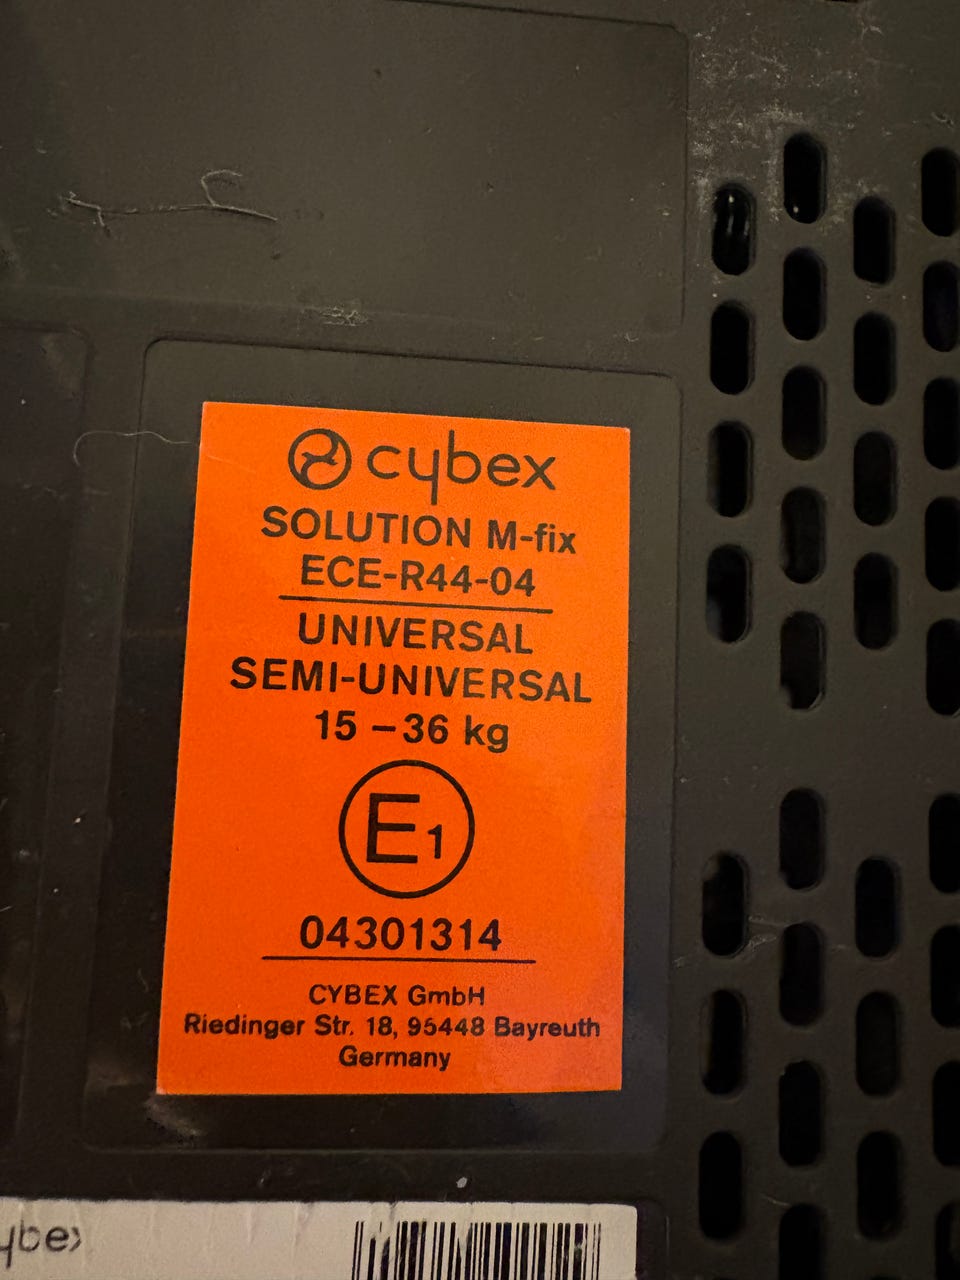 cybex
SOLUTION M-fix
ECE-R44-04
UNIVERSAL
SEMI-UNIVERSAL
15 – 36 kg
E1
04301314
CYBEX GmbH
Riedinger Str. 18, 95448 Bayreuth
Germany
ybex